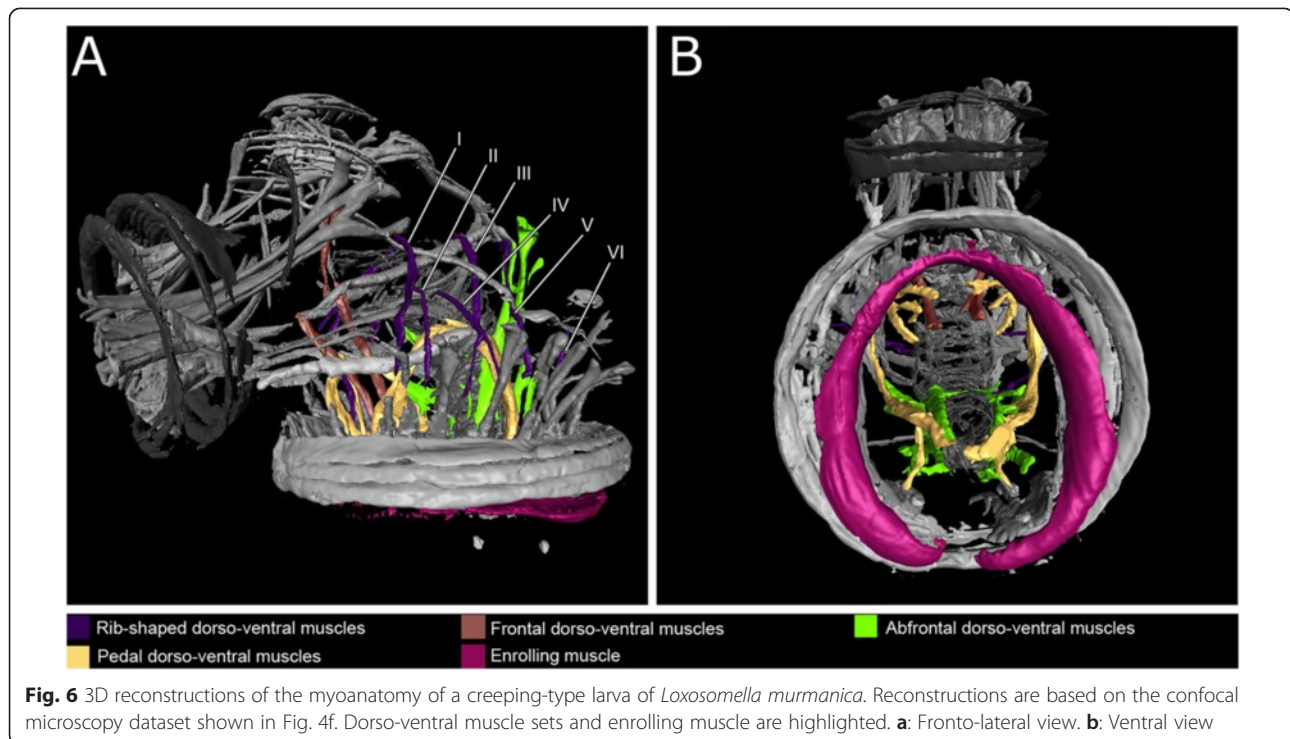 A
B
I
II
III
IV
V
VI
Rib-shaped dorso-ventral muscles
Frontal dorso-ventral muscles
Abfrontal dorso-ventral muscles
Pedal dorso-ventral muscles
Enrolling muscle
Fig. 6 3D reconstructions of the myoanatomy of a creeping-type larva of Loxosomella murmanica. Reconstructions are based on the confocal
microscopy dataset shown in Fig. 4f. Dorso-ventral muscle sets and enrolling muscle are highlighted. a: Fronto-lateral view. b: Ventral view